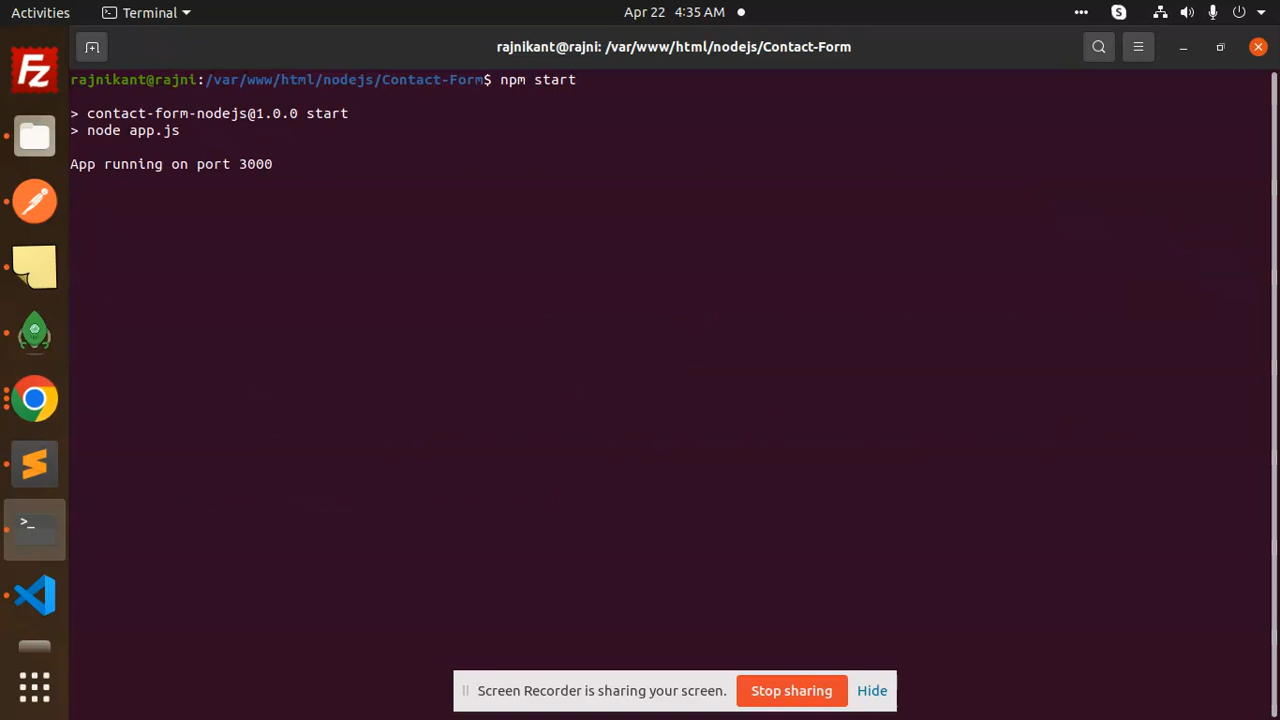 Activities Terminal Apr 22 4:35 AM
rajnikant@rajni: /var/www/html/nodejs/Contact-Form
rajnikant@rajni:/var/www/html/nodejs/Contact-Form$ npm start
> contact-form-nodejs@1.0.0 start
> node app.js
App running on port 3000
Screen Recorder is sharing your screen. Stop sharing Hide